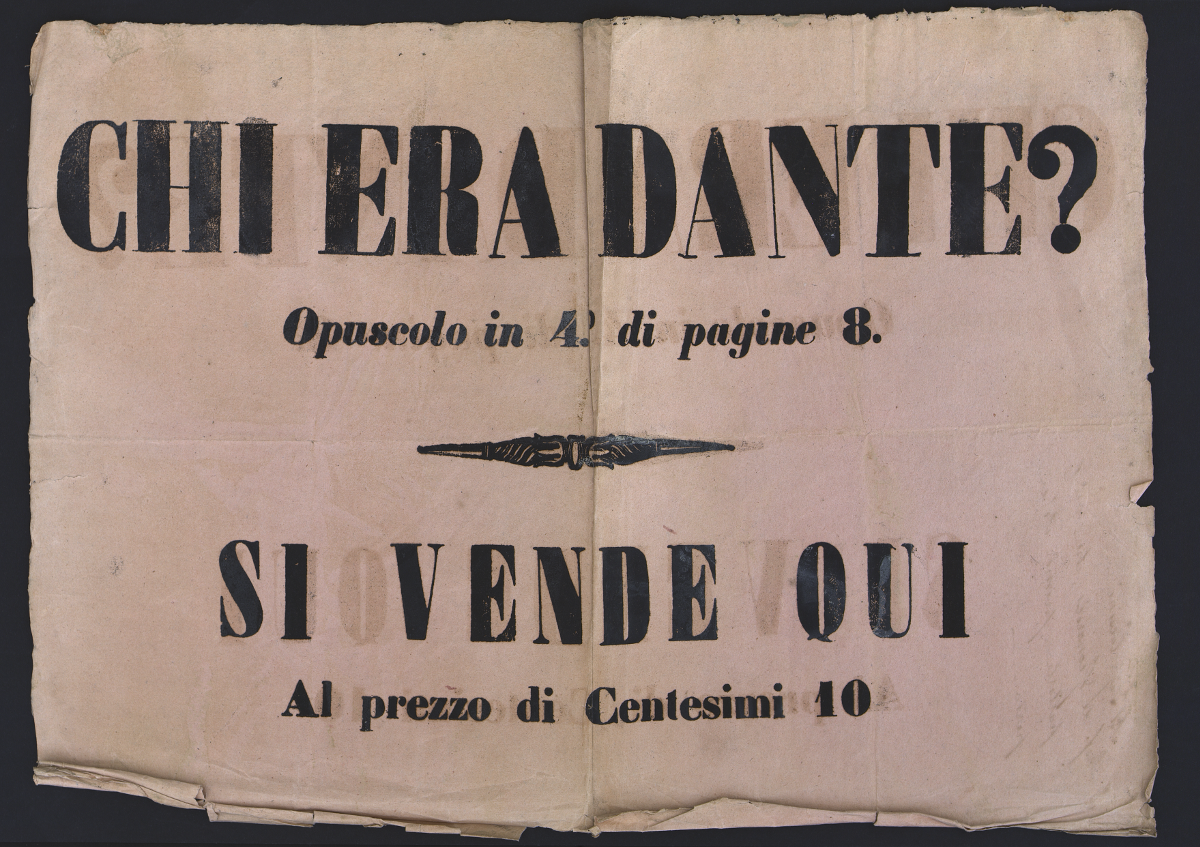 CHI ERA DANTE?
Opuscolo in 4.° di pagine 8.
SI VENDE QUI
Al prezzo di Centesimi 10